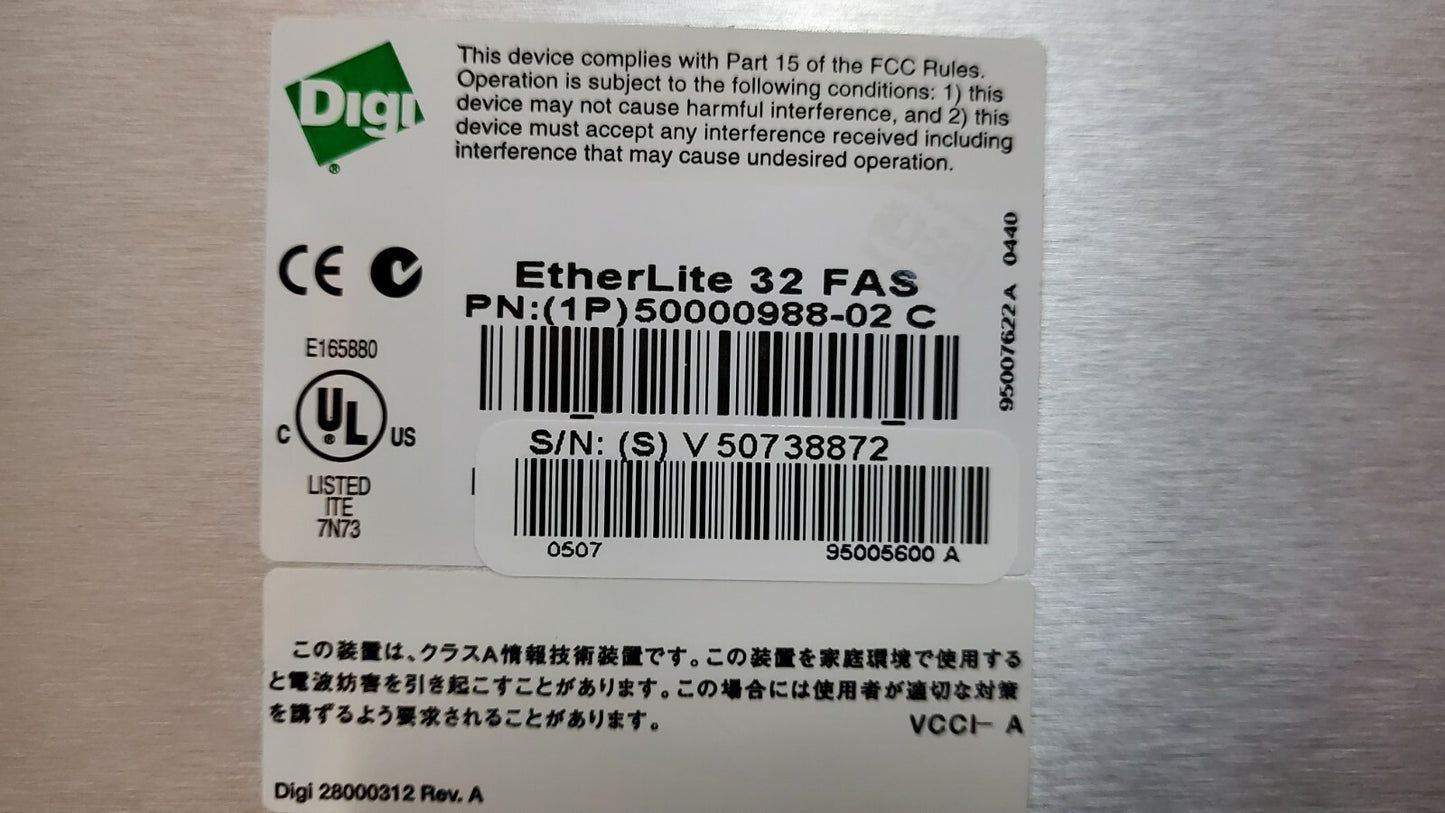 Digi
®
This device complies with Part 15 of the FCC Rules.
Operation is subject to the following conditions: 1) this
device may not cause harmful interference, and 2) this
device must accept any interference received including
interference that may cause undesired operation.
CE
EtherLite 32 FAS
PN:(1P)50000988-02 C
95007622A 0440
E165880
C UL® US
LISTED
ITE
7N73
S/N: (S) V50738872
0507 95005600 A
この装置は、クラスA情報技術装置です。この装置を家庭環境で使用する
と電波妨害を引き起こすことがあります。この場合には使用者が適切な対策
を講ずるよう要求されることがあります。 VCCI-A
Digi 28000312 Rev. A